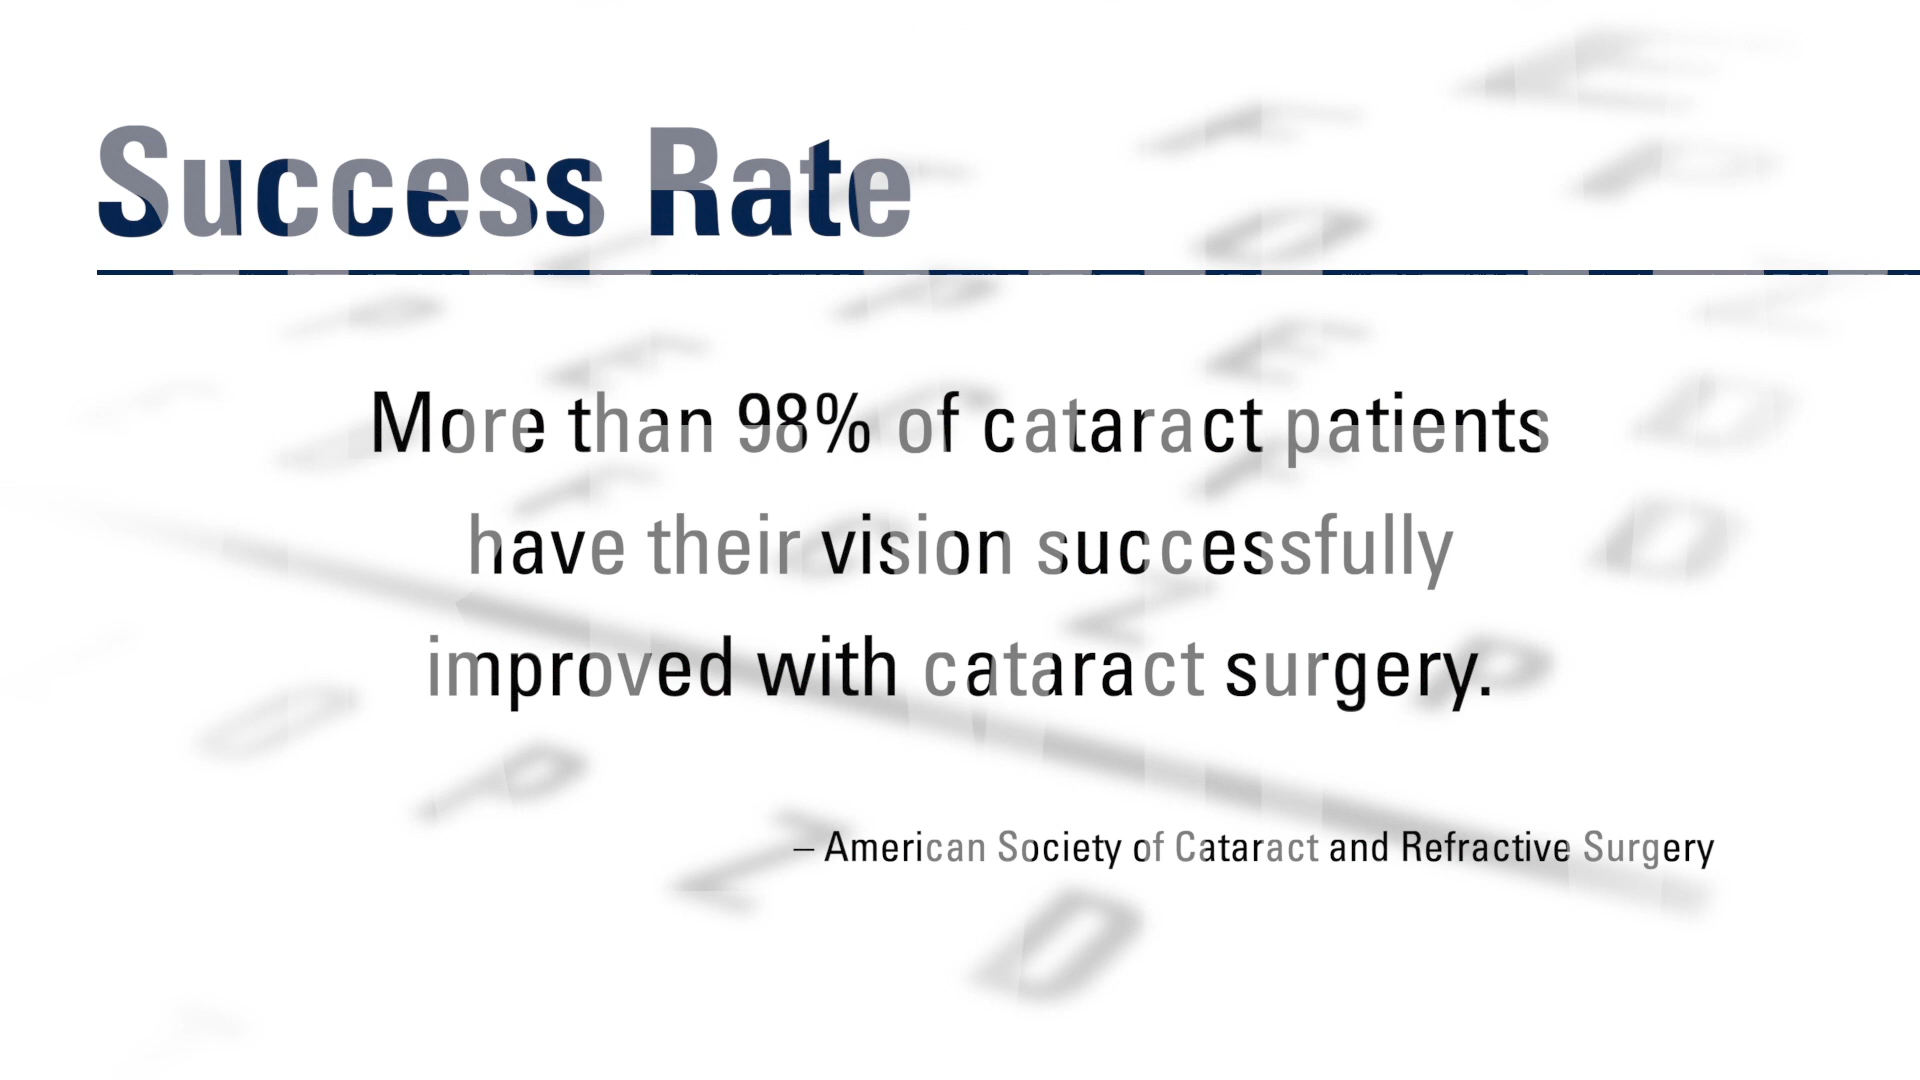 Success Rate
More than 98% of cataract patients
have their vision successfully
improved with cataract surgery.
– American Society of Cataract and Refractive Surgery